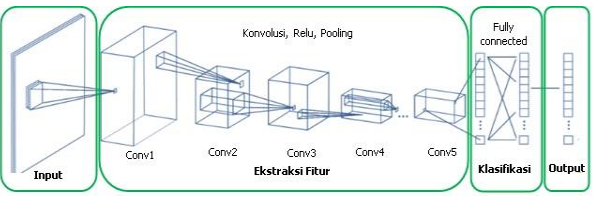 Konvolusi, Relu, Pooling
Fully
connected
Conv1
Conv2
Conv3
Conv4
Conv5
Input
Ekstraksi Fitur
Klasifikasi
Output